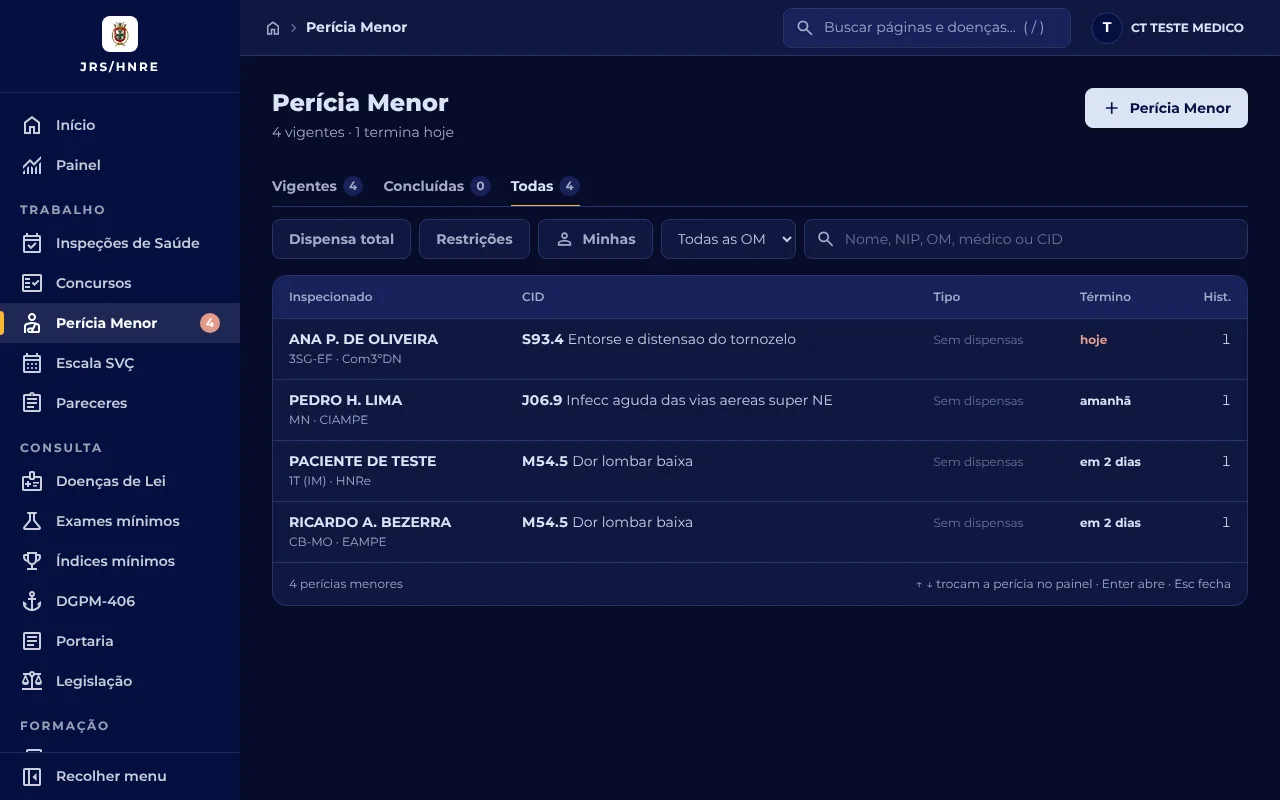 JRS/HNRE
Início
Painel
TRABALHO
Inspeções de Saúde
Concursos
Perícia Menor 4
Escala SVÇ
Pareceres
CONSULTA
Doenças de Lei
Exames mínimos
Índices mínimos
DGPM-406
Portaria
Legislação
FORMAÇÃO
Recolher menu
Perícia Menor
Buscar páginas e doenças... ( / )
T CT TESTE MEDICO
Perícia Menor
4 vigentes · 1 termina hoje
+ Perícia Menor
Vigentes 4 Concluídas 0 Todas 4
Dispensa total Restrições Minhas Todas as OM Nome, NIP, OM, médico ou CID
Inspecionado CID Tipo Término Hist.
ANA P. DE OLIVEIRA S93.4 Entorse e distensao do tornozelo Sem dispensas hoje 1
3SG-EF · Com3ºDN
PEDRO H. LIMA J06.9 Infecc aguda das vias aereas super NE Sem dispensas amanhã 1
MN · CIAMPE
PACIENTE DE TESTE M54.5 Dor lombar baixa Sem dispensas em 2 dias 1
1T (IM) · HNRe
RICARDO A. BEZERRA M54.5 Dor lombar baixa Sem dispensas em 2 dias 1
CB-MO · EAMPE
4 perícias menores ↑ ↓ trocam a perícia no painel · Enter abre · Esc fecha